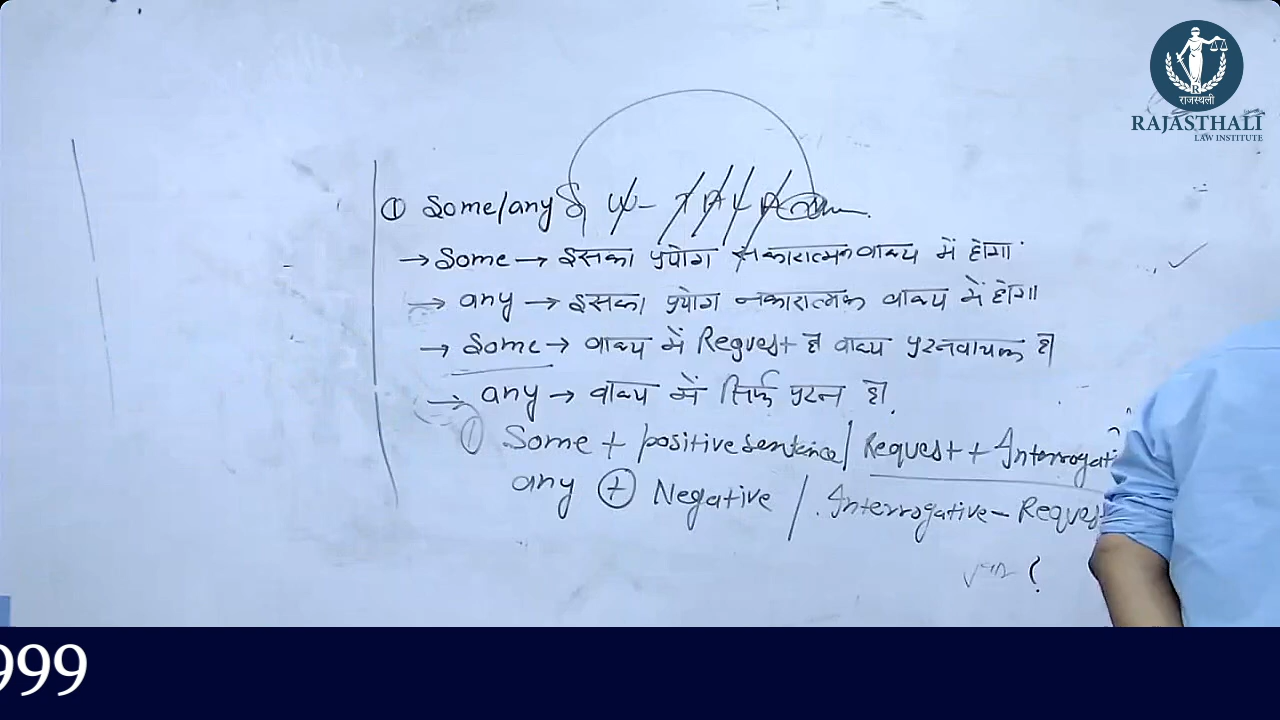 राजस्थली
RAJASTHALI
LAW INSTITUTE
① Some/any
→ Some → इसका प्रयोग सकारात्मक वाक्य में होगा
→ any → इसका प्रयोग नकारात्मक वाक्य में होगा
→ Some → वाक्य में Request हो वाक्य प्रश्नवाचक हो
→ any → वाक्य में सिर्फ प्रश्न हो
① Some + positive sentence / Request + Interrogati
any + Negative / Interrogative - Reques
999